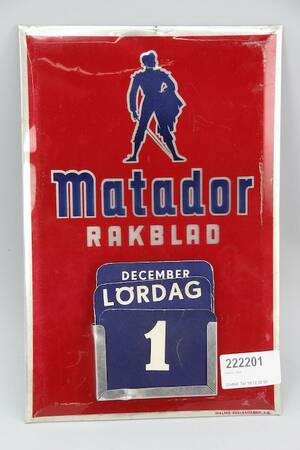 Matador
RAKBLAD
DECEMBER
LÖRDAG
1
222201